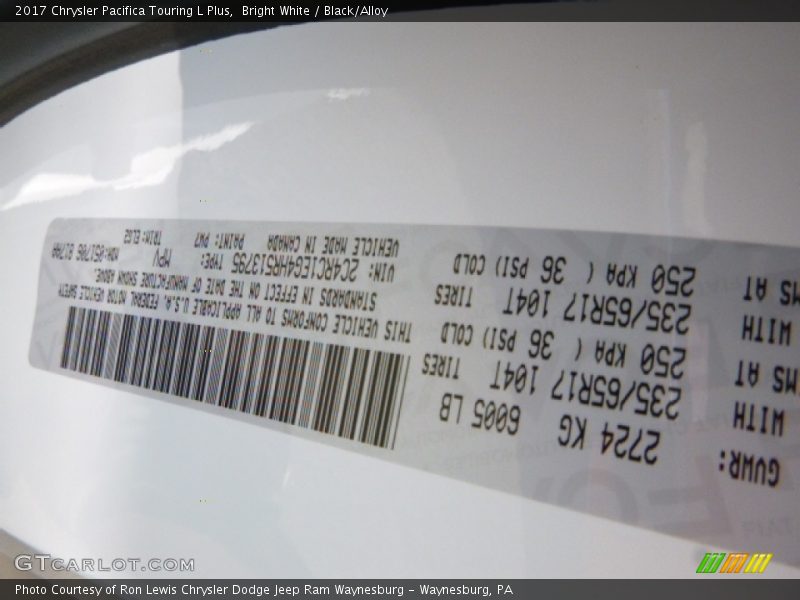 2017 Chrysler Pacifica Touring L Plus, Bright White / Black/Alloy
GVWR: 2724 KG 6005 LB
WITH 235/65R17 104T TIRES
MS AT 250 KPA ( 36 PSI) COLD
WITH 235/65R17 104T TIRES
MS AT 250 KPA ( 36 PSI) COLD
THIS VEHICLE CONFORMS TO ALL APPLICABLE U.S.A. FEDERAL MOTOR VEHICLE SAFETY
STANDARDS IN EFFECT ON THE DATE OF MANUFACTURE SHOWN ABOVE.
VIN: 2C4RC1EG4HR513795 TYPE: MPV
VEHICLE MADE IN CANADA PAINT: PW7 TRIM: ELG2
GTCARLOT.COM
Photo Courtesy of Ron Lewis Chrysler Dodge Jeep Ram Waynesburg - Waynesburg, PA